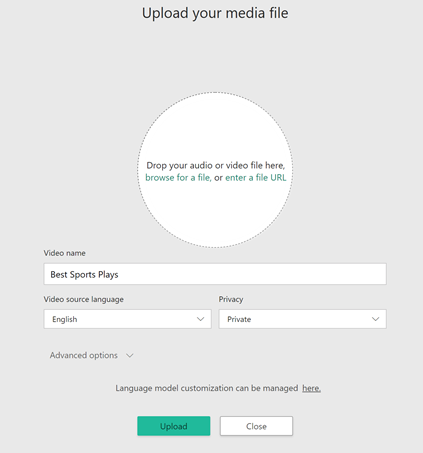 Upload your media file
Drop your audio or video file here,
browse for a file, or enter a file URL
Video name
Best Sports Plays
Video source language
Privacy
English
Private
Advanced options
Language model customization can be managed here.
Upload
Close